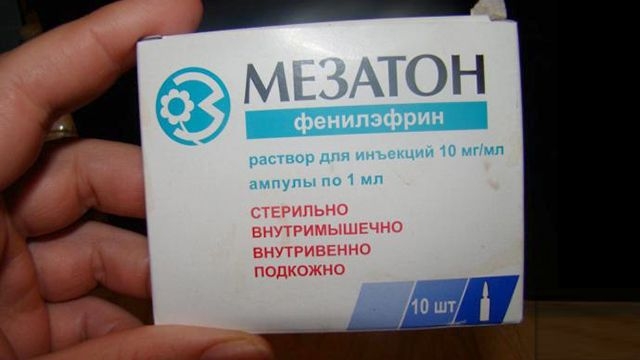 МЕЗАТОН
фенилэфрин
раствор для инъекций 10 мг/мл
ампулы по 1 мл
СТЕРИЛЬНО
ВНУТРИМЫШЕЧНО
ВНУТРИВЕННО
ПОДКОЖНО
10 шт